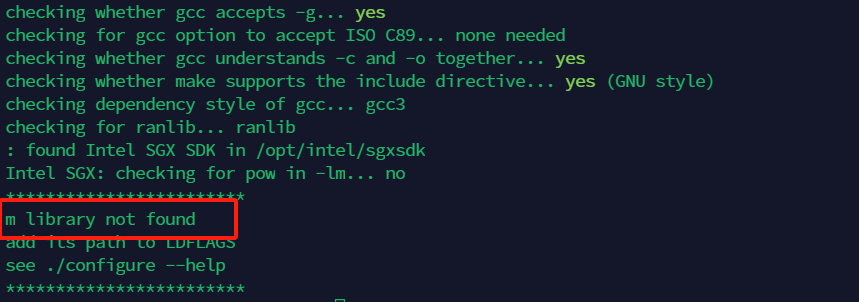 checking whether gcc accepts -g... yes
checking for gcc option to accept ISO C89... none needed
checking whether gcc understands -c and -o together... yes
checking whether make supports the include directive... yes (GNU style)
checking dependency style of gcc... gcc3
checking for ranlib... ranlib
: found Intel SGX SDK in /opt/intel/sgxsdk
Intel SGX: checking for pow in -lm... no
************************
m library not found
add its path to LDFLAGS
see ./configure --help
************************